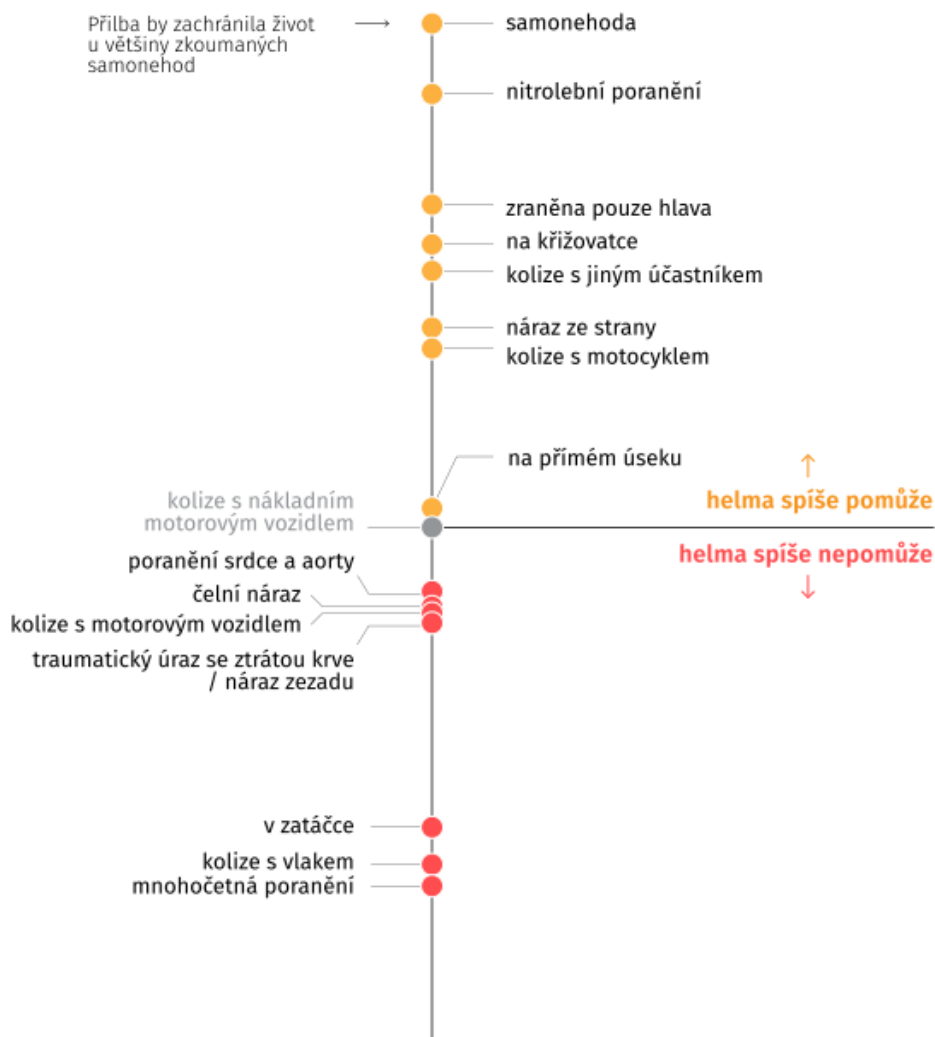 Přilba by zachránila život
u většiny zkoumaných
samonehod
→
samonehoda
nitrolební poranění
zraněna pouze hlava
na křižovatce
kolize s jiným účastníkem
náraz ze strany
kolize s motocyklem
na přímém úseku
↑
helma spíše pomůže
kolize s nákladním
motorovým vozidlem
helma spíše nepomůže
↓
poranění srdce a aorty
čelní náraz
kolize s motorovým vozidlem
traumatický úraz se ztrátou krve
/ náraz zezadu
v zatáčce
kolize s vlakem
mnohočetná poranění